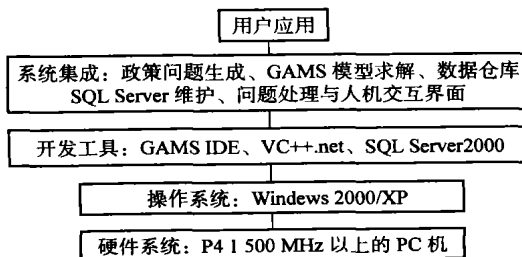 用户应用
系统集成：政策问题生成、GAMS 模型求解、数据仓库
SQL Server 维护、问题处理与人机交互界面
开发工具：GAMS IDE、VC++.net、SQL Server2000
操作系统：Windews 2000/XP
硬件系统：P4 1 500 MHz 以上的 PC 机